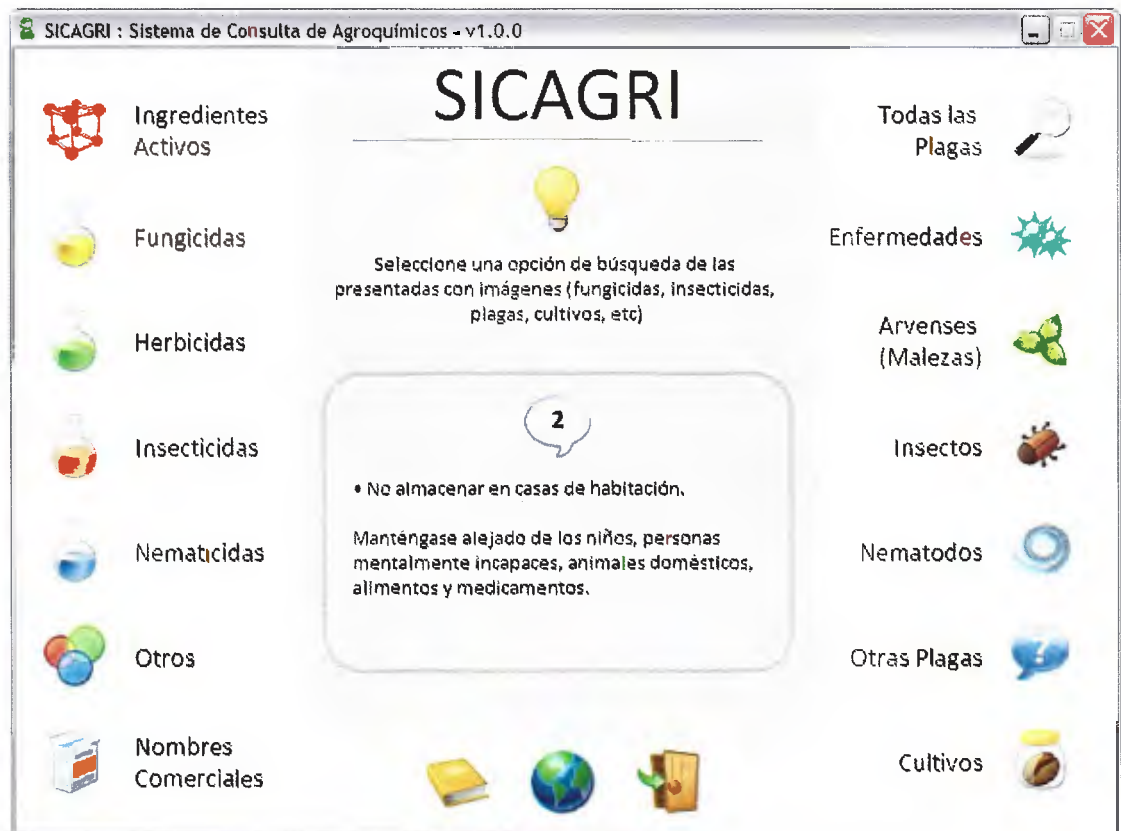 SICAGRI : Sistema de Consulta de Agroquímicos - v1.0.0
SICAGRI
Ingredientes
Activos
Fungicidas
Herbicidas
Insecticidas
Nematicidas
Otros
Nombres
Comerciales
Seleccione una opción de búsqueda de las
presentadas con imágenes (fungicidas, insecticidas,
plagas, cultivos, etc)
2
• No almacenar en casas de habitación.
Manténgase alejado de los niños, personas
mentalmente incapaces, animales domésticos,
alimentos y medicamentos.
Todas las
Plagas
Enfermedades
Arvenses
(Malezas)
Insectos
Nematodos
Otras Plagas
Cultivos